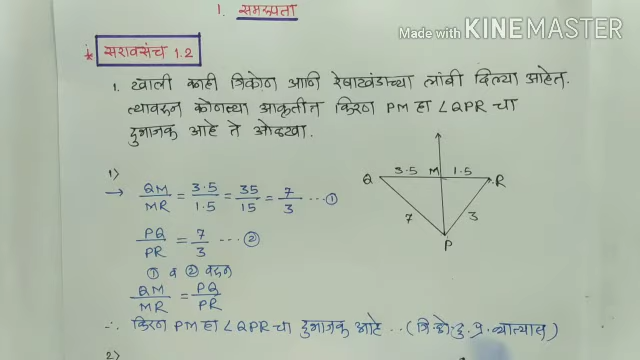 1. समरूपता
Made with KINEMASTER
* सरावसंच 1.2
1. खाली काही त्रिकोण आणि रेषाखंडाच्या लांबी दिल्या आहेत.
त्यावरून कोणत्या आकृतीत किरण PM हा ∠QPR चा
दुभाजक आहे ते ओळखा.
1)
→ QM/MR = 3.5/1.5 = 35/15 = 7/3 ... ①
PQ/PR = 7/3 ... ②
① व ② वरून
QM/MR = PQ/PR
∴ किरण PM हा ∠QPR चा दुभाजक आहे .. (त्रि. को. दु. प्र. व्यात्यास)
2)
Q 3.5 M 1.5 R
7 3
P